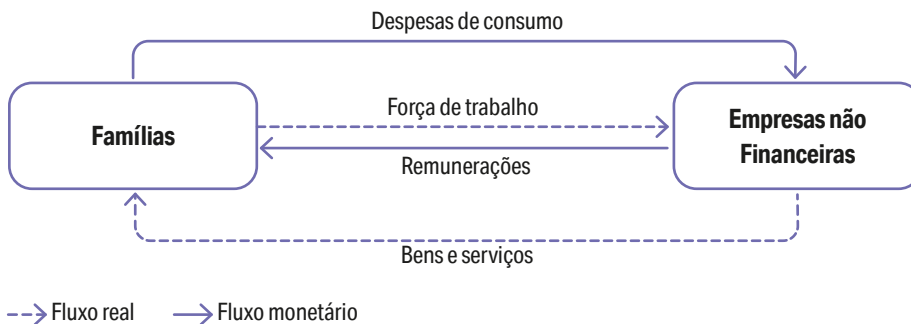 Despesas de consumo
Famílias
Força de trabalho
Remunerações
Empresas não
Financeiras
Bens e serviços
Fluxo real
Fluxo monetário